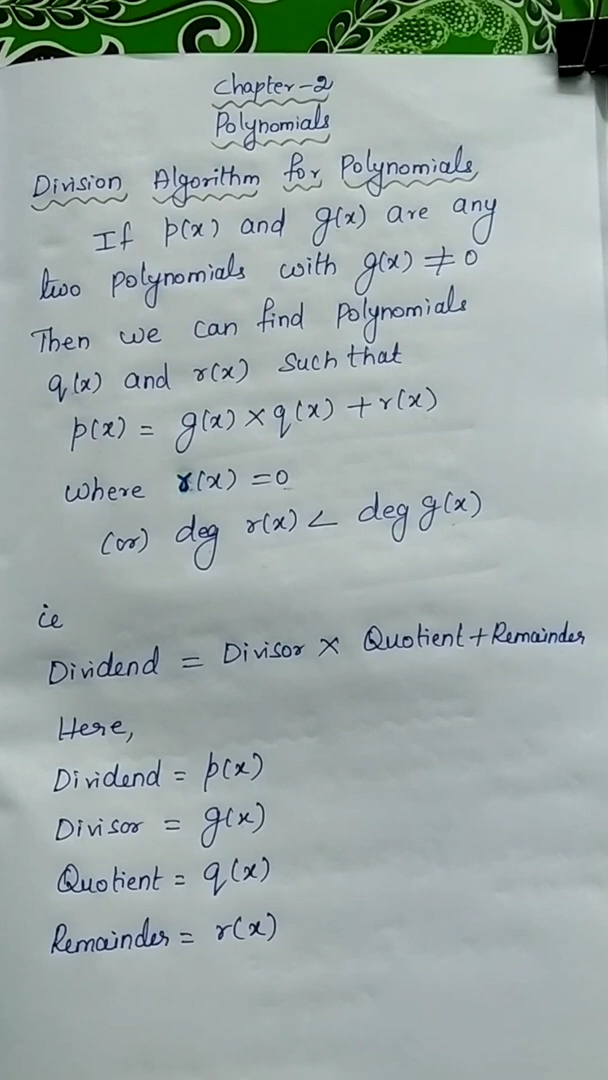 Chapter-2
Polynomials
Division Algorithm for Polynomials
If p(x) and g(x) are any
two polynomials with g(x) ≠ 0
Then we can find polynomials
q(x) and r(x) such that
p(x) = g(x) × q(x) + r(x)
where r(x) = 0
(or) deg r(x) < deg g(x)
ie
Dividend = Divisor × Quotient + Remainder
Here,
Dividend = p(x)
Divisor = g(x)
Quotient = q(x)
Remainder = r(x)